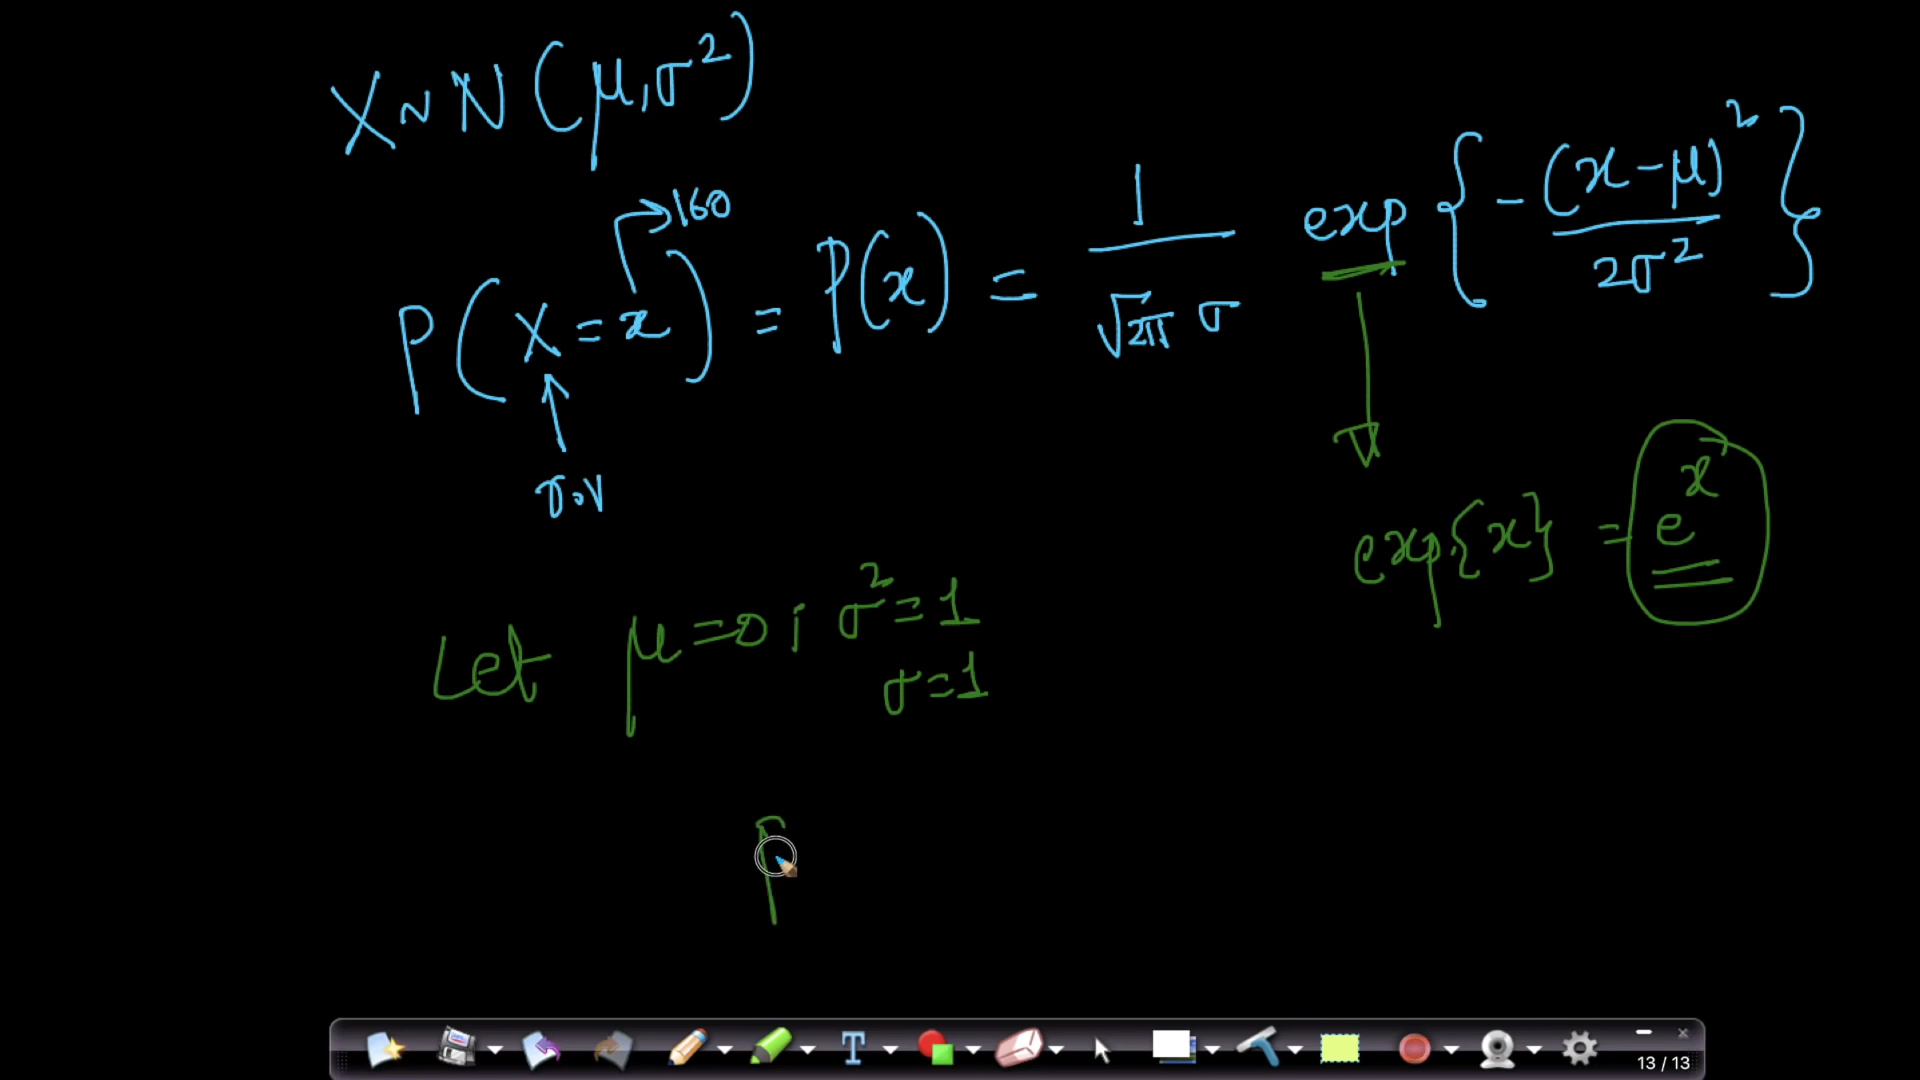 X ~ N (μ, σ²)
→ 160
P(X = x) = P(x) = 1 / √2π σ exp { - (x - μ)² / 2σ² }
r.v
exp{x} = eˣ
Let μ = 0 ; σ² = 1
σ = 1
P
T
13 / 13